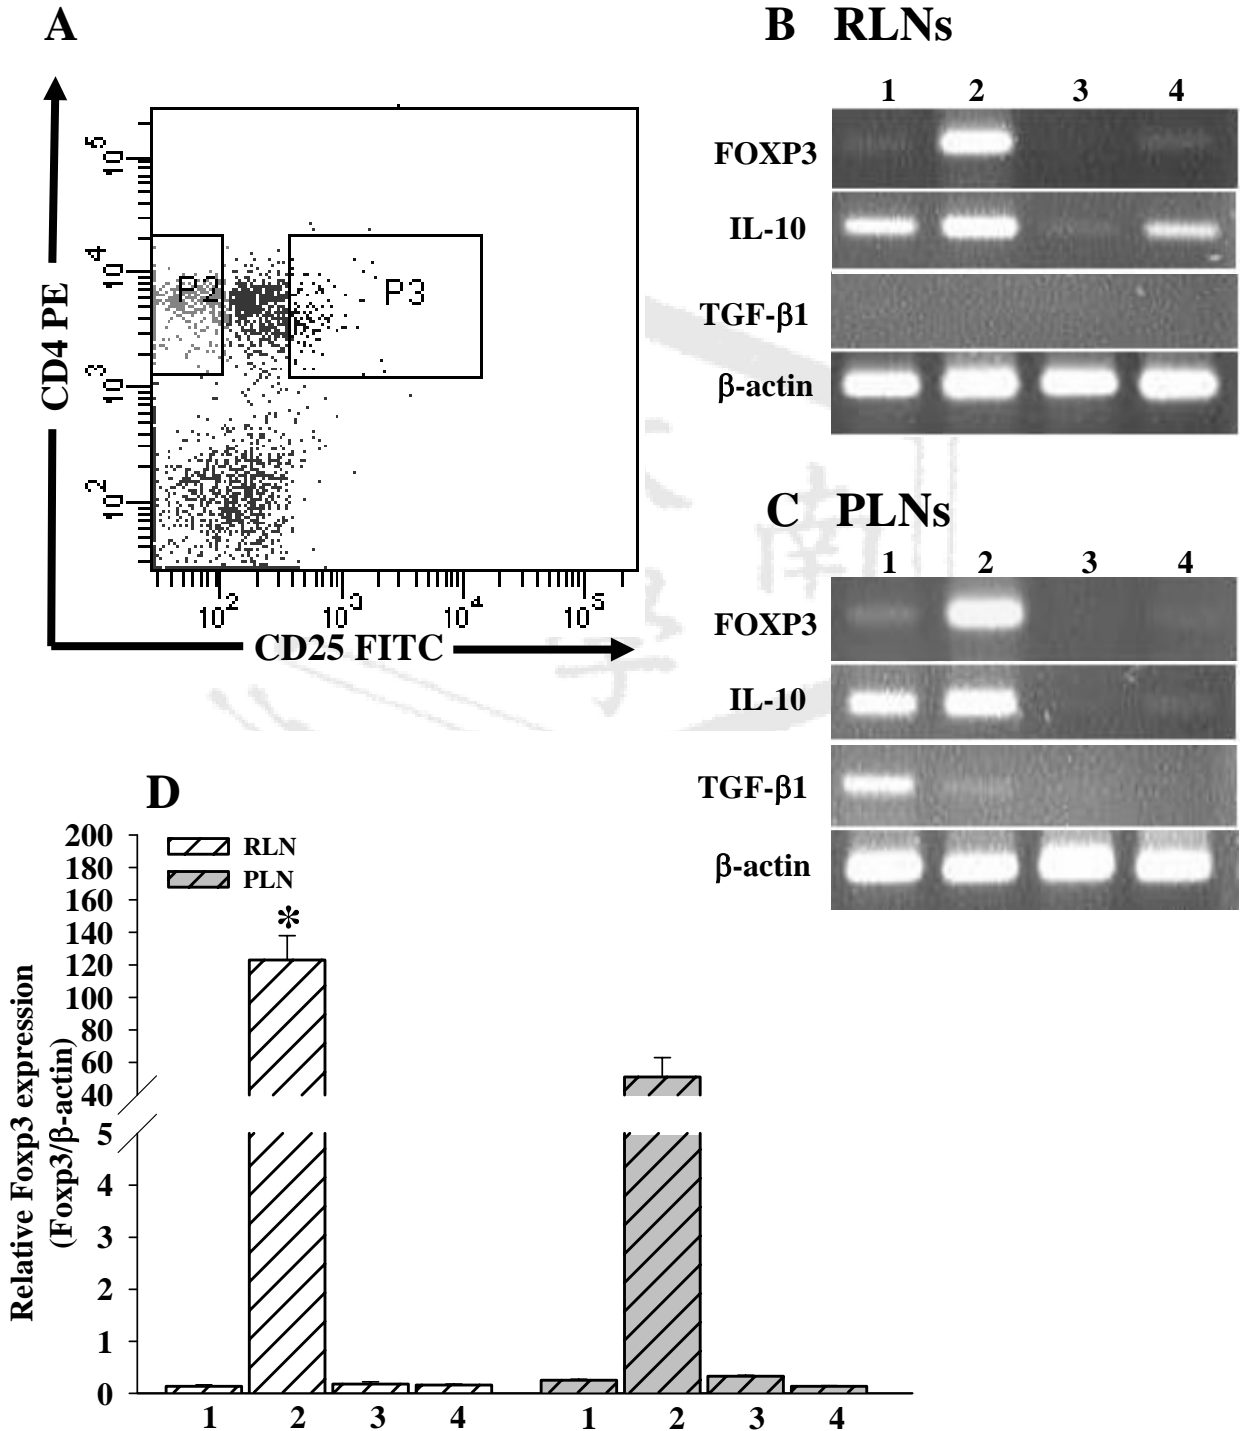 A
CD4 PE
10^5
10^4
10^3
10^2
P2
P3
10^2 10^3 10^4 10^5
CD25 FITC
B RLNs
1 2 3 4
FOXP3
IL-10
TGF-β1
β-actin
C PLNs
1 2 3 4
FOXP3
IL-10
TGF-β1
β-actin
D
RLN
PLN
*
Relative Foxp3 expression
(Foxp3/β-actin)
200
180
160
140
120
100
80
60
40
5
4
3
2
1
0
1 2 3 4 1 2 3 4
南